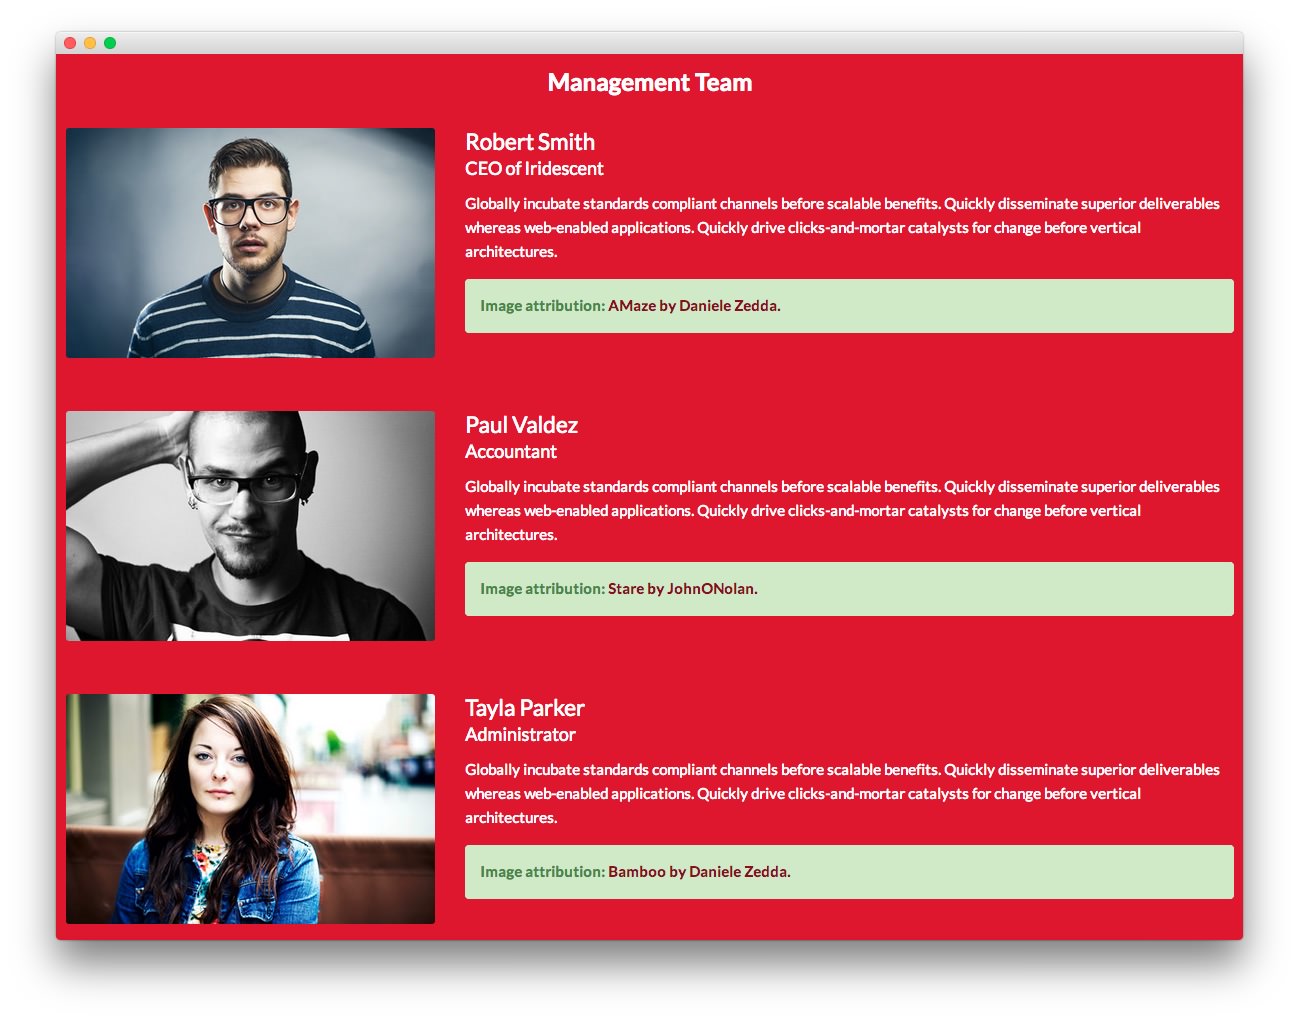 Management Team
Robert Smith
CEO of Iridescent
Globally incubate standards compliant channels before scalable benefits. Quickly disseminate superior deliverables
whereas web-enabled applications. Quickly drive clicks-and-mortar catalysts for change before vertical
architectures.
Image attribution: AMaze by Daniele Zedda.
Paul Valdez
Accountant
Globally incubate standards compliant channels before scalable benefits. Quickly disseminate superior deliverables
whereas web-enabled applications. Quickly drive clicks-and-mortar catalysts for change before vertical
architectures.
Image attribution: Stare by JohnONolan.
Tayla Parker
Administrator
Globally incubate standards compliant channels before scalable benefits. Quickly disseminate superior deliverables
whereas web-enabled applications. Quickly drive clicks-and-mortar catalysts for change before vertical
architectures.
Image attribution: Bamboo by Daniele Zedda.